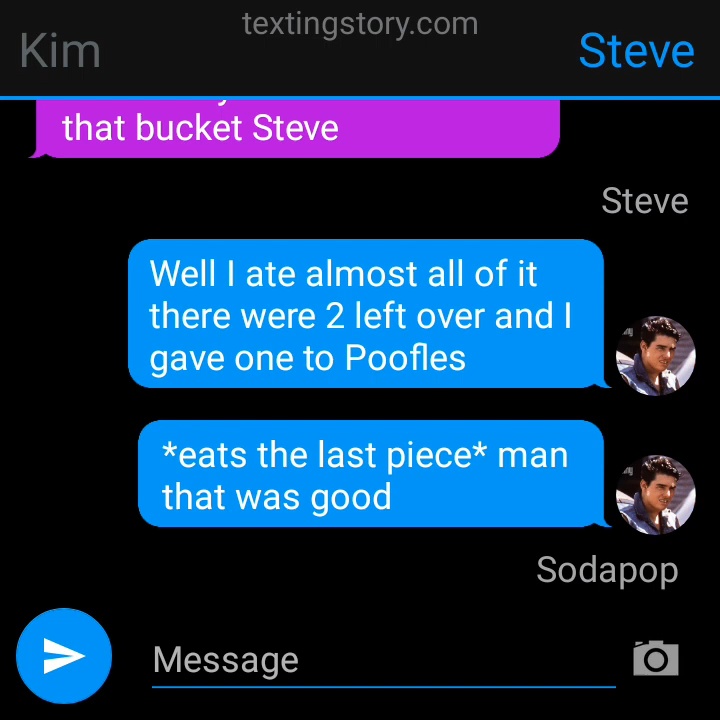 textingstory.com
Kim
Steve
that bucket Steve
Steve
Well I ate almost all of it
there were 2 left over and I
gave one to Poofles
*eats the last piece* man
that was good
Sodapop
Message